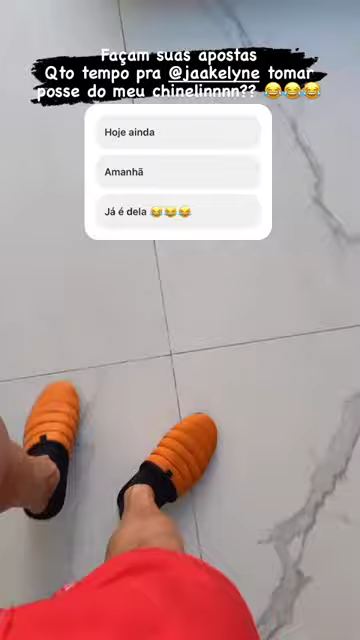 Façam suas apostas
Qto tempo pra @jaakelyne tomar
posse do meu chinelinnnn?? 😂😂😂
Hoje ainda
Amanhã
Já é dela 😂😂😂